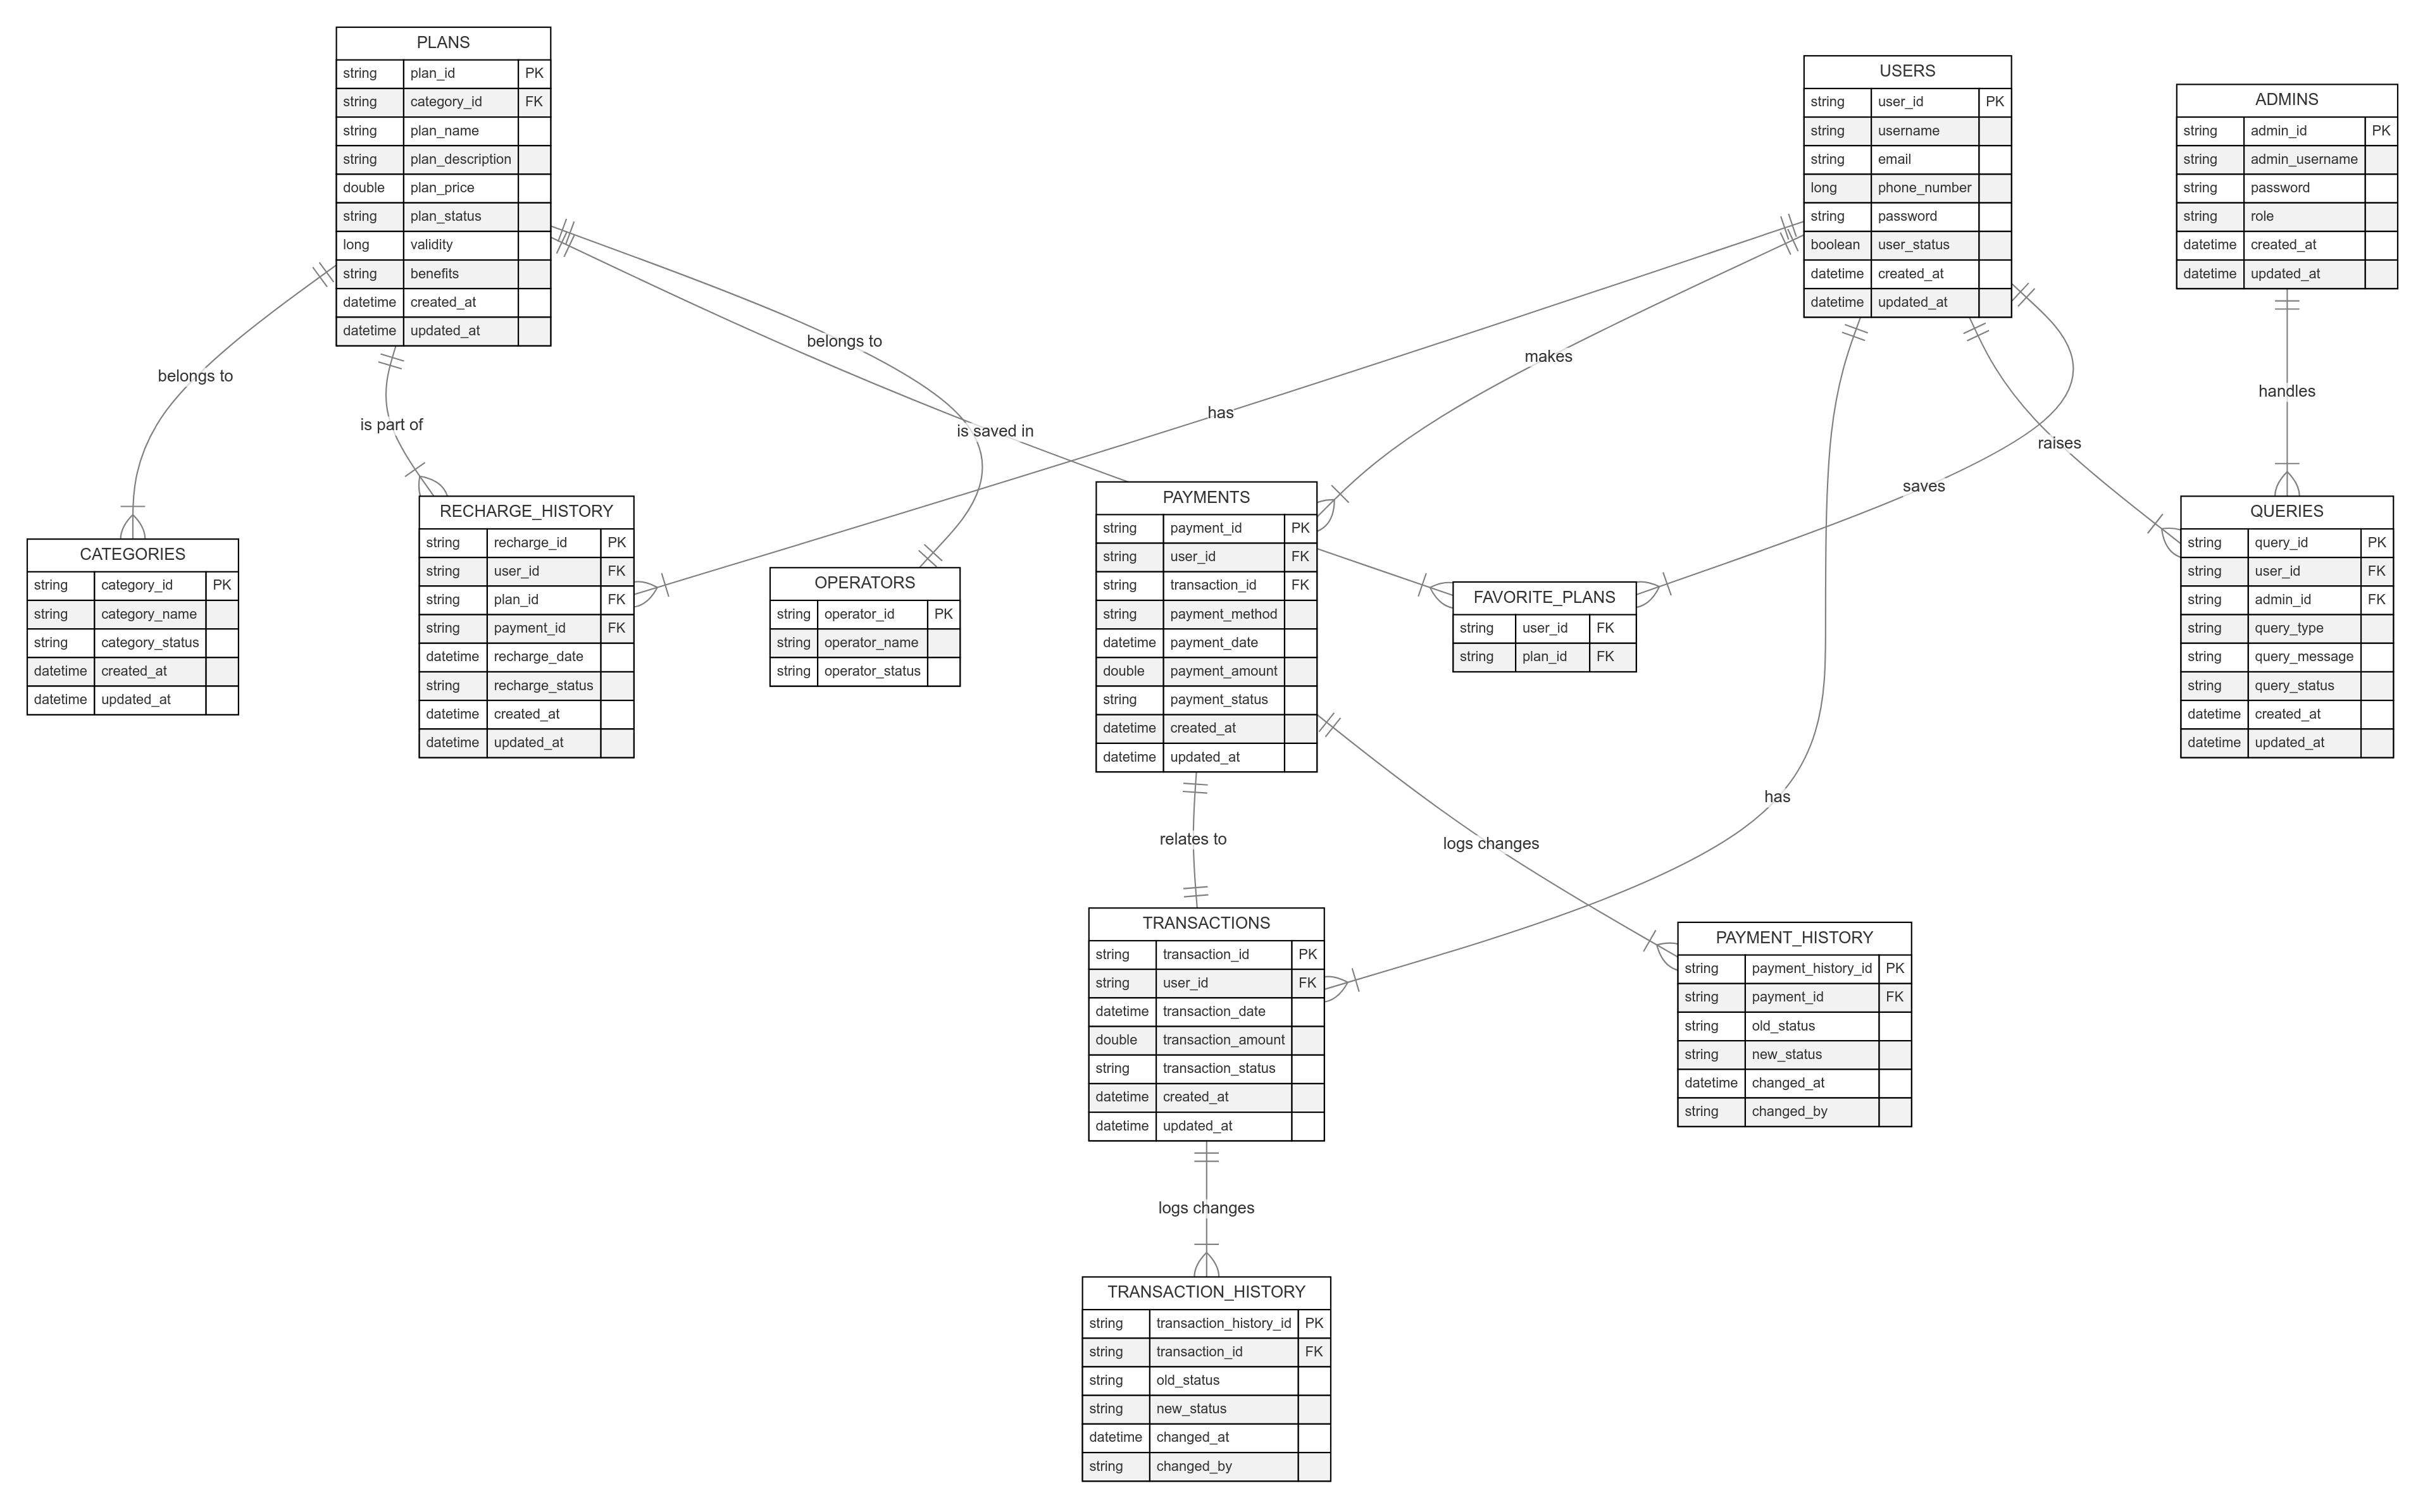 PLANS
string plan_id PK
string category_id FK
string plan_name
string plan_description
double plan_price
string plan_status
long validity
string benefits
datetime created_at
datetime updated_at
USERS
string user_id PK
string username
string email
long phone_number
string password
boolean user_status
datetime created_at
datetime updated_at
ADMINS
string admin_id PK
string admin_username
string password
string role
datetime created_at
datetime updated_at
belongs to
is part of
belongs to
is saved in
has
makes
saves
raises
handles
CATEGORIES
string category_id PK
string category_name
string category_status
datetime created_at
datetime updated_at
RECHARGE_HISTORY
string recharge_id PK
string user_id FK
string plan_id FK
string payment_id FK
datetime recharge_date
string recharge_status
datetime created_at
datetime updated_at
OPERATORS
string operator_id PK
string operator_name
string operator_status
PAYMENTS
string payment_id PK
string user_id FK
string transaction_id FK
string payment_method
datetime payment_date
double payment_amount
string payment_status
datetime created_at
datetime updated_at
FAVORITE_PLANS
string user_id FK
string plan_id FK
QUERIES
string query_id PK
string user_id FK
string admin_id FK
string query_type
string query_message
string query_status
datetime created_at
datetime updated_at
relates to
logs changes
has
TRANSACTIONS
string transaction_id PK
string user_id FK
datetime transaction_date
double transaction_amount
string transaction_status
datetime created_at
datetime updated_at
PAYMENT_HISTORY
string payment_history_id PK
string payment_id FK
string old_status
string new_status
datetime changed_at
string changed_by
logs changes
TRANSACTION_HISTORY
string transaction_history_id PK
string transaction_id FK
string old_status
string new_status
datetime changed_at
string changed_by